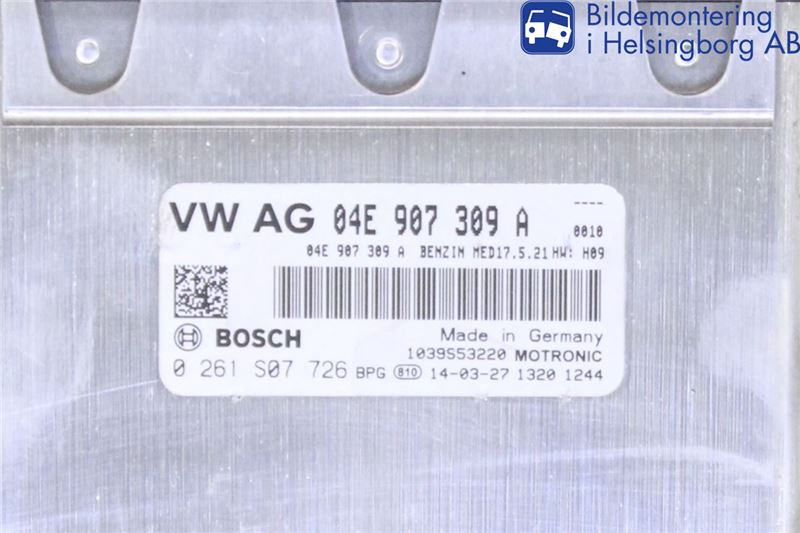 Bildemontering
i Helsingborg AB
----
VW AG 04E 907 309 A 0010
04E 907 309 A BENZIN MED17.5.21 HW: H09
BOSCH
Made in Germany
1039S53220 MOTRONIC
0 261 S07 726 BPG 810 14-03-27 1320 1244